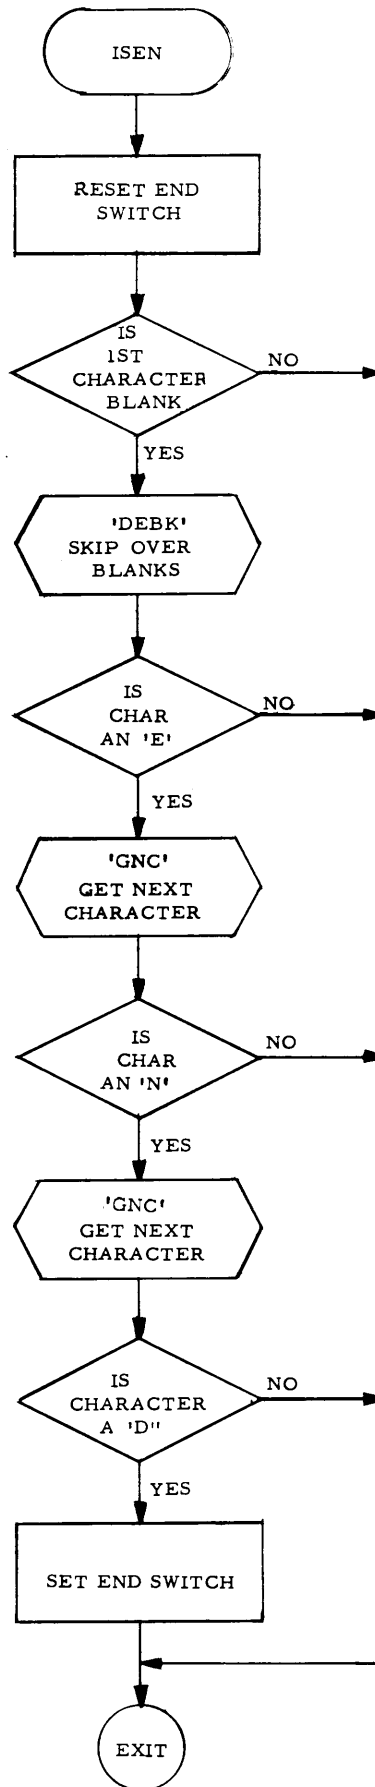 ISEN
RESET END
SWITCH
IS
1ST
CHARACTER
BLANK
NO
YES
'DEBK'
SKIP OVER
BLANKS
IS
CHAR
AN 'E'
NO
YES
'GNC'
GET NEXT
CHARACTER
IS
CHAR
AN 'N'
NO
YES
'GNC'
GET NEXT
CHARACTER
IS
CHARACTER
A 'D"
NO
YES
SET END SWITCH
EXIT